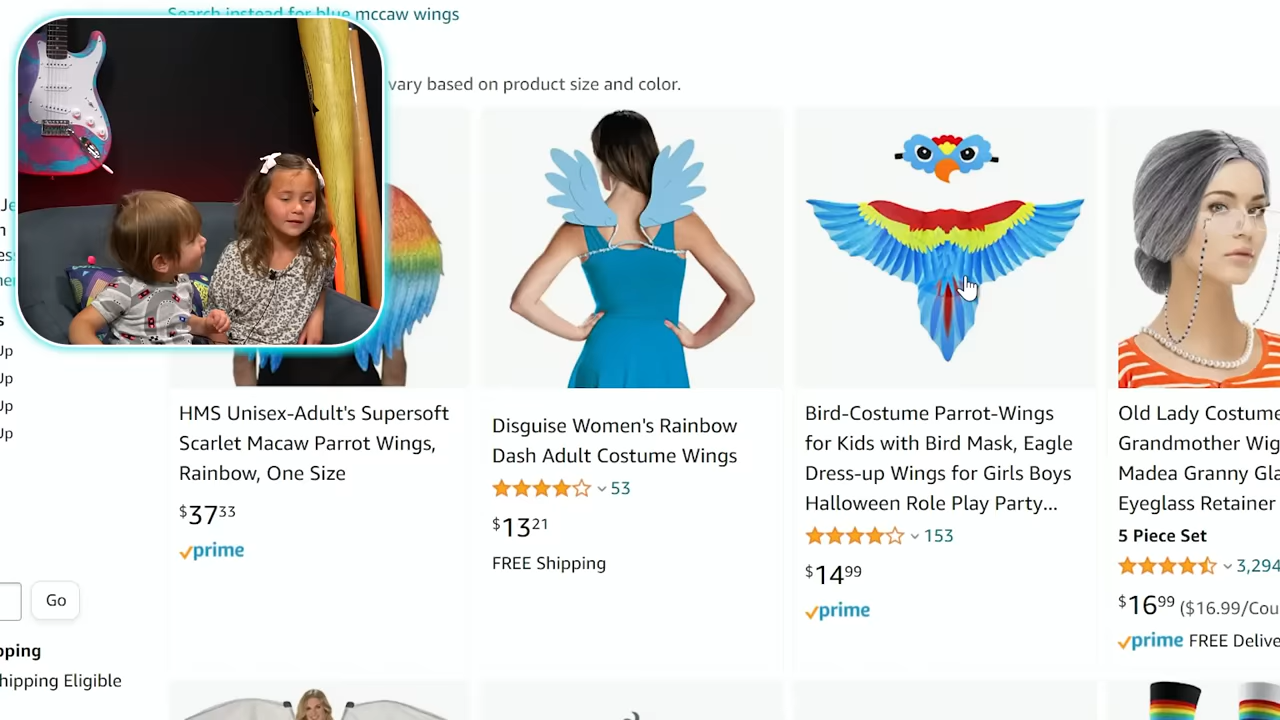 Search instead for blue mccaw wings
vary based on product size and color.
Up
Up
Up
Up
HMS Unisex-Adult's Supersoft
Scarlet Macaw Parrot Wings,
Rainbow, One Size
$37 33
prime
Disguise Women's Rainbow
Dash Adult Costume Wings
53
$13 21
FREE Shipping
Bird-Costume Parrot-Wings
for Kids with Bird Mask, Eagle
Dress-up Wings for Girls Boys
Halloween Role Play Party...
153
$14 99
prime
Old Lady Costume
Grandmother Wig
Madea Granny Gla
Eyeglass Retainer
5 Piece Set
3,294
$16 99 ($16.99/Cou
prime FREE Delive
Go
pping
hipping Eligible